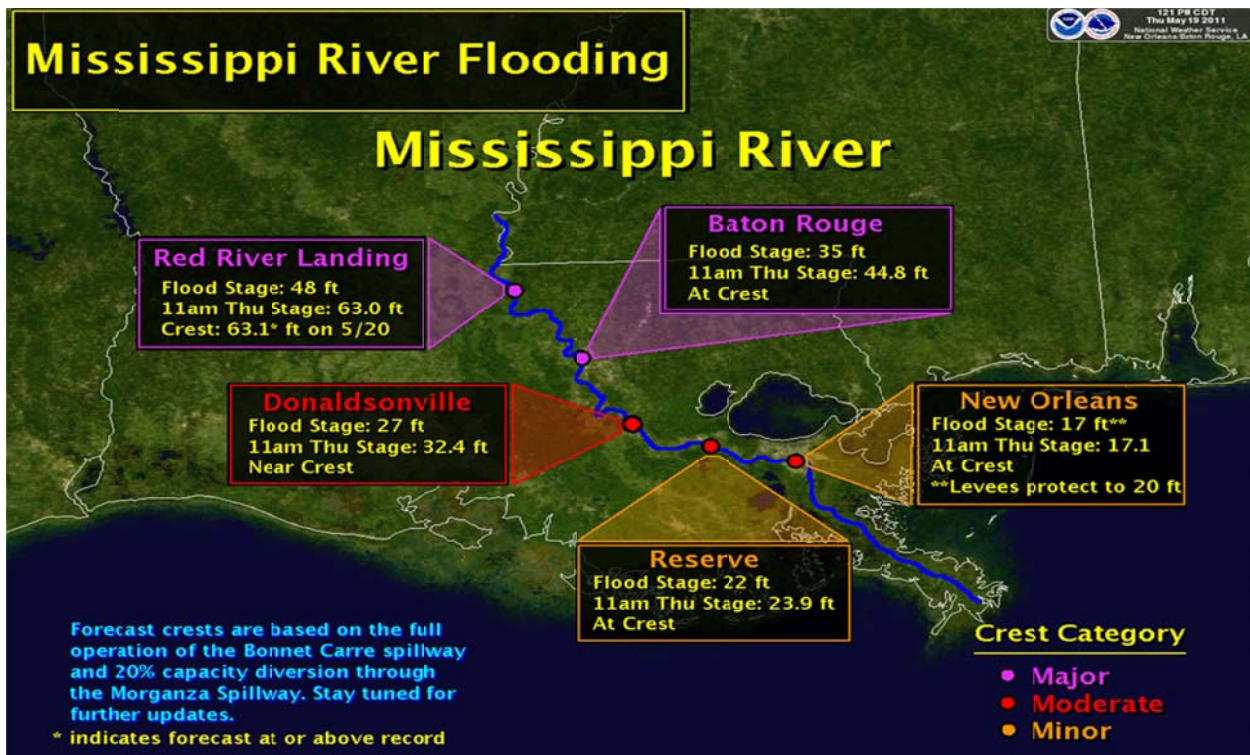 121 PM CDT
Thu May 19 2011
National Weather Service
New Orleans/Baton Rouge, LA
Mississippi River Flooding
Mississippi River
Baton Rouge
Flood Stage: 35 ft
11am Thu Stage: 44.8 ft
At Crest
Red River Landing
Flood Stage: 48 ft
11am Thu Stage: 63.0 ft
Crest: 63.1* ft on 5/20
Donaldsonville
Flood Stage: 27 ft
11am Thu Stage: 32.4 ft
Near Crest
New Orleans
Flood Stage: 17 ft**
11am Thu Stage: 17.1
At Crest
**Levees protect to 20 ft
Reserve
Flood Stage: 22 ft
11am Thu Stage: 23.9 ft
At Crest
Forecast crests are based on the full
operation of the Bonnet Carre spillway
and 20% capacity diversion through
the Morganza Spillway. Stay tuned for
further updates.
* indicates forecast at or above record
Crest Category
Major
Moderate
Minor